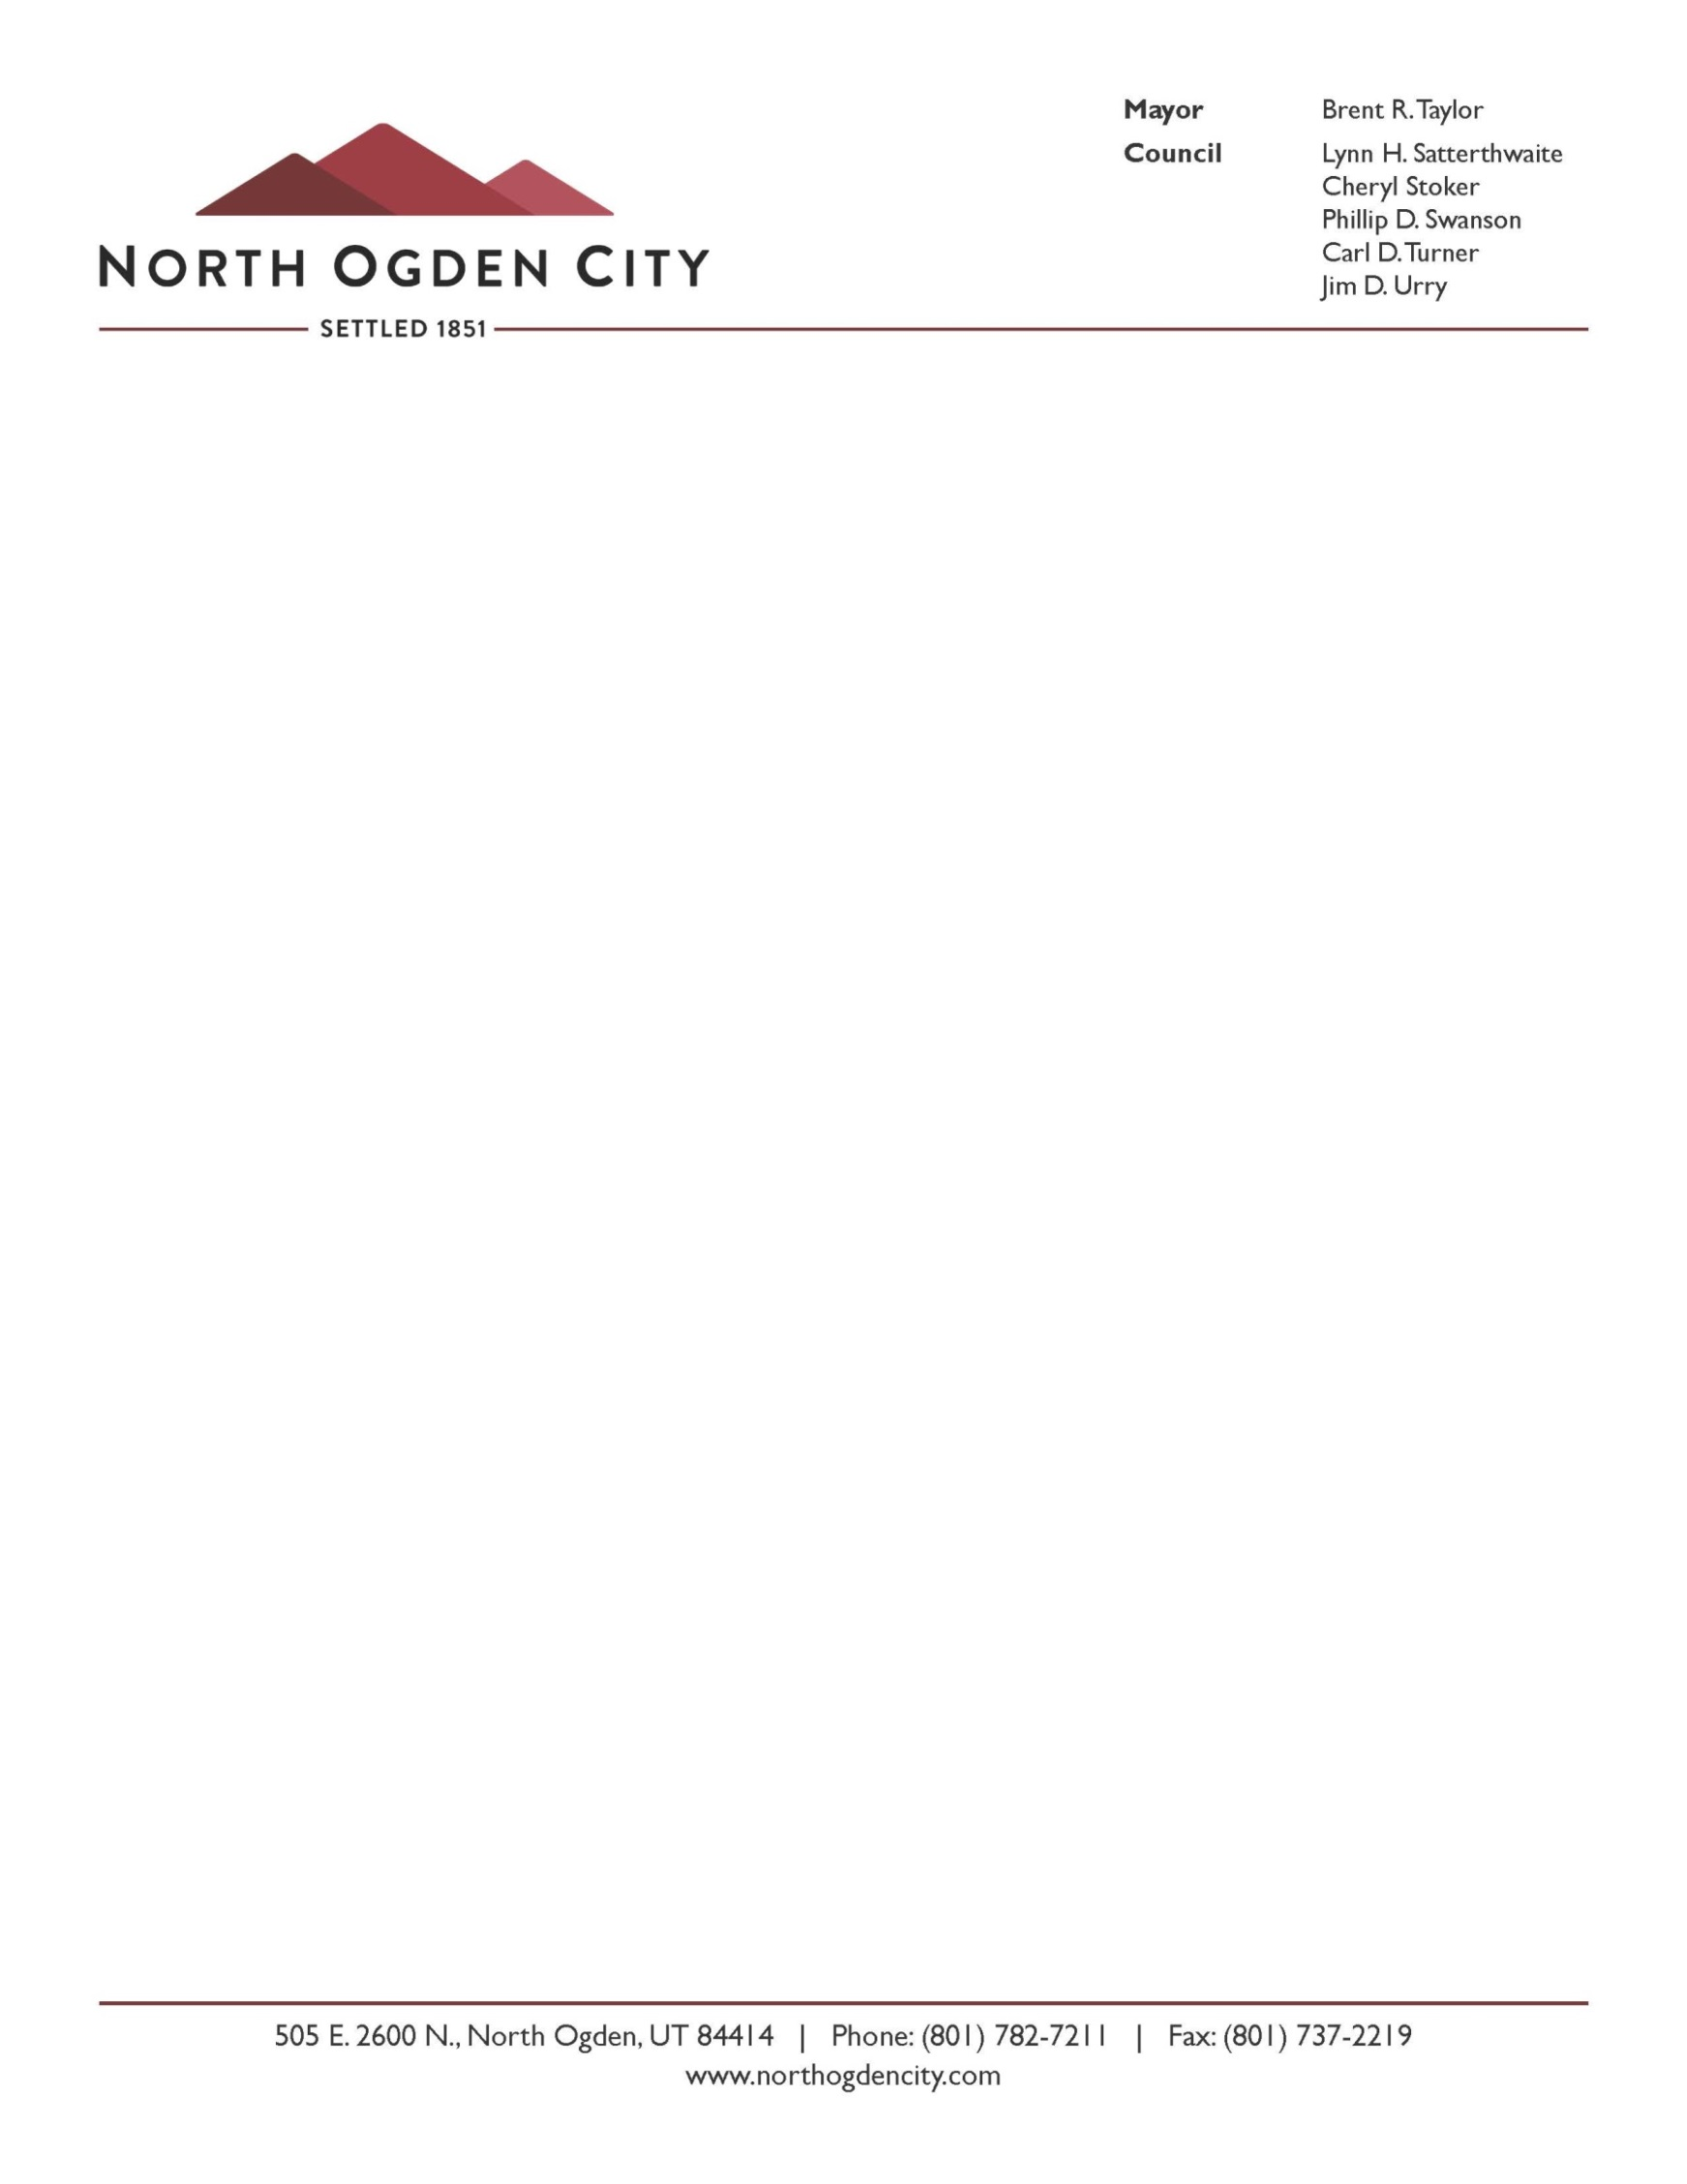 NORTH OGDEN CITY
SETTLED 1851
Mayor Brent R. Taylor
Council Lynn H. Satterthwaite
Cheryl Stoker
Phillip D. Swanson
Carl D. Turner
Jim D. Urry
505 E. 2600 N., North Ogden, UT 84414 | Phone: (801) 782-7211 | Fax: (801) 737-2219
www.northogdencity.com